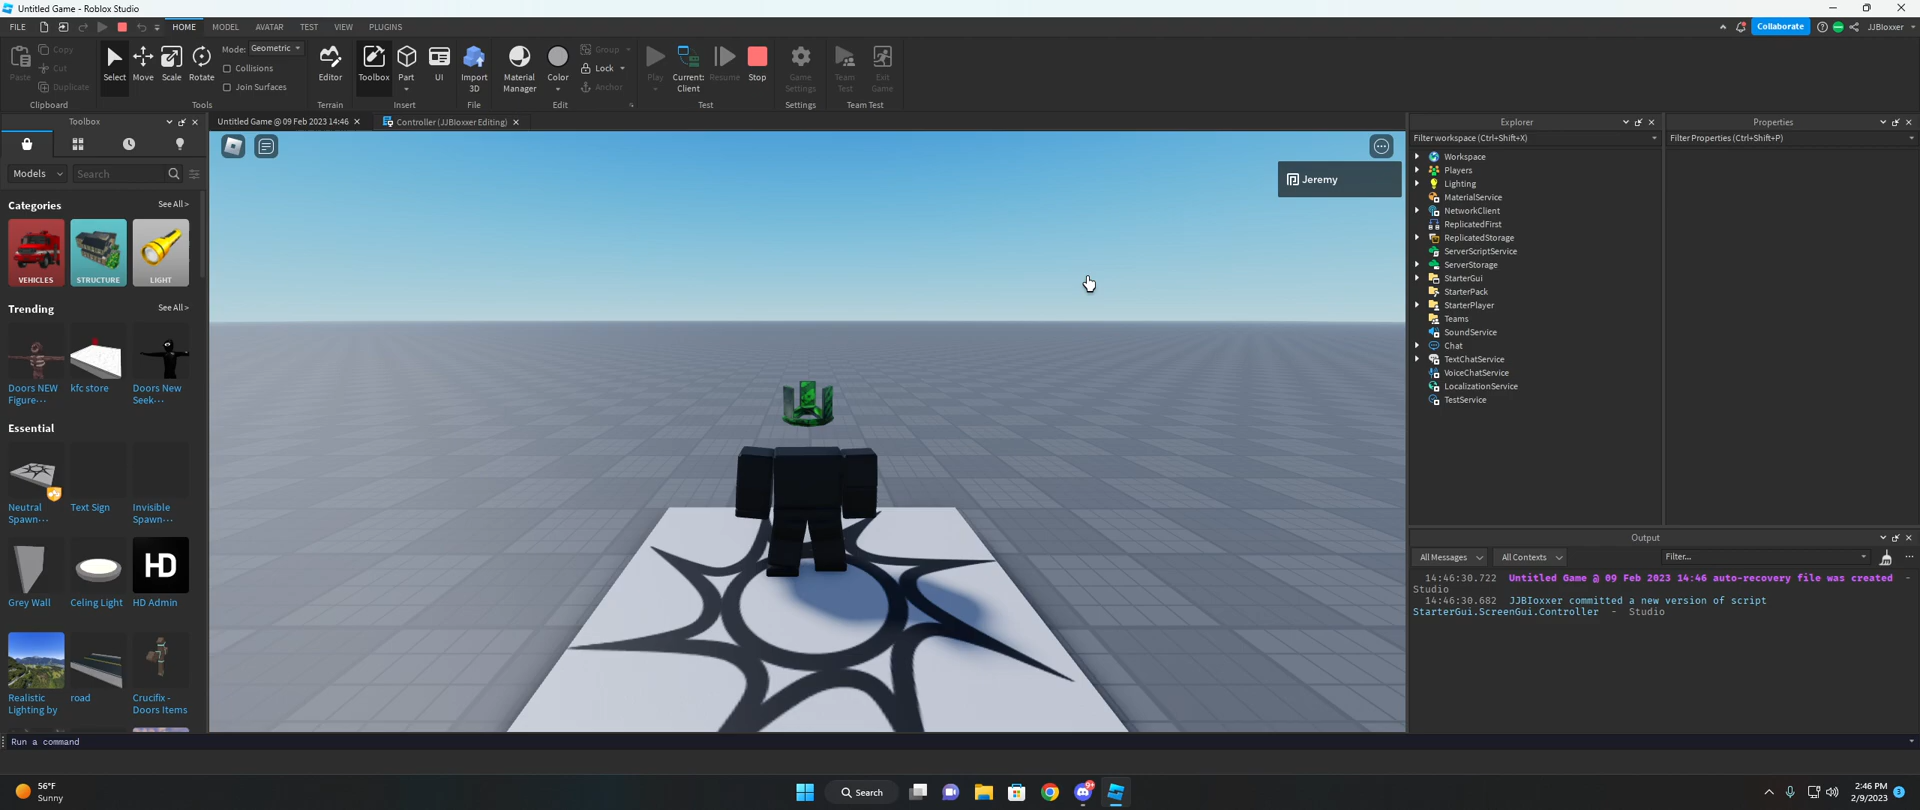 Untitled Game - Roblox Studio
FILE HOME MODEL AVATAR TEST VIEW PLUGINS Collaborate JJBloxxer
Paste Copy Cut Duplicate Clipboard
Select Move Scale Rotate Mode: Geometric Collisions Join Surfaces Tools
Editor Terrain
Toolbox Part UI Insert
Import 3D File
Material Manager Color Group Lock Anchor Edit
Play Current: Client Resume Stop Test
Game Settings Settings
Team Test Exit Game Team Test
Toolbox
Models Search
Categories See All >
VEHICLES STRUCTURE LIGHT
Trending See All >
Doors NEW Figure··· kfc store Doors New Seek···
Essential
Neutral Spawn··· Text Sign Invisible Spawn···
HD
Grey Wall Celing Light HD Admin
Realistic Lighting by road Crucifix - Doors Items
Untitled Game @ 09 Feb 2023 14:46 Controller (JJBloxxer Editing)
Jeremy
Explorer
Filter workspace (Ctrl+Shift+X)
Workspace
Players
Lighting
MaterialService
NetworkClient
ReplicatedFirst
ReplicatedStorage
ServerScriptService
ServerStorage
StarterGui
StarterPack
StarterPlayer
Teams
SoundService
Chat
TextChatService
VoiceChatService
LocalizationService
TestService
Properties
Filter Properties (Ctrl+Shift+P)
Output
All Messages All Contexts Filter...
14:46:30.722 Untitled Game @ 09 Feb 2023 14:46 auto-recovery file was created -
Studio
14:46:30.682 JJBIoxxer committed a new version of script
StarterGui.ScreenGui.Controller - Studio
Run a command
56°F
Sunny
Search
9+
2:46 PM
2/9/2023
3